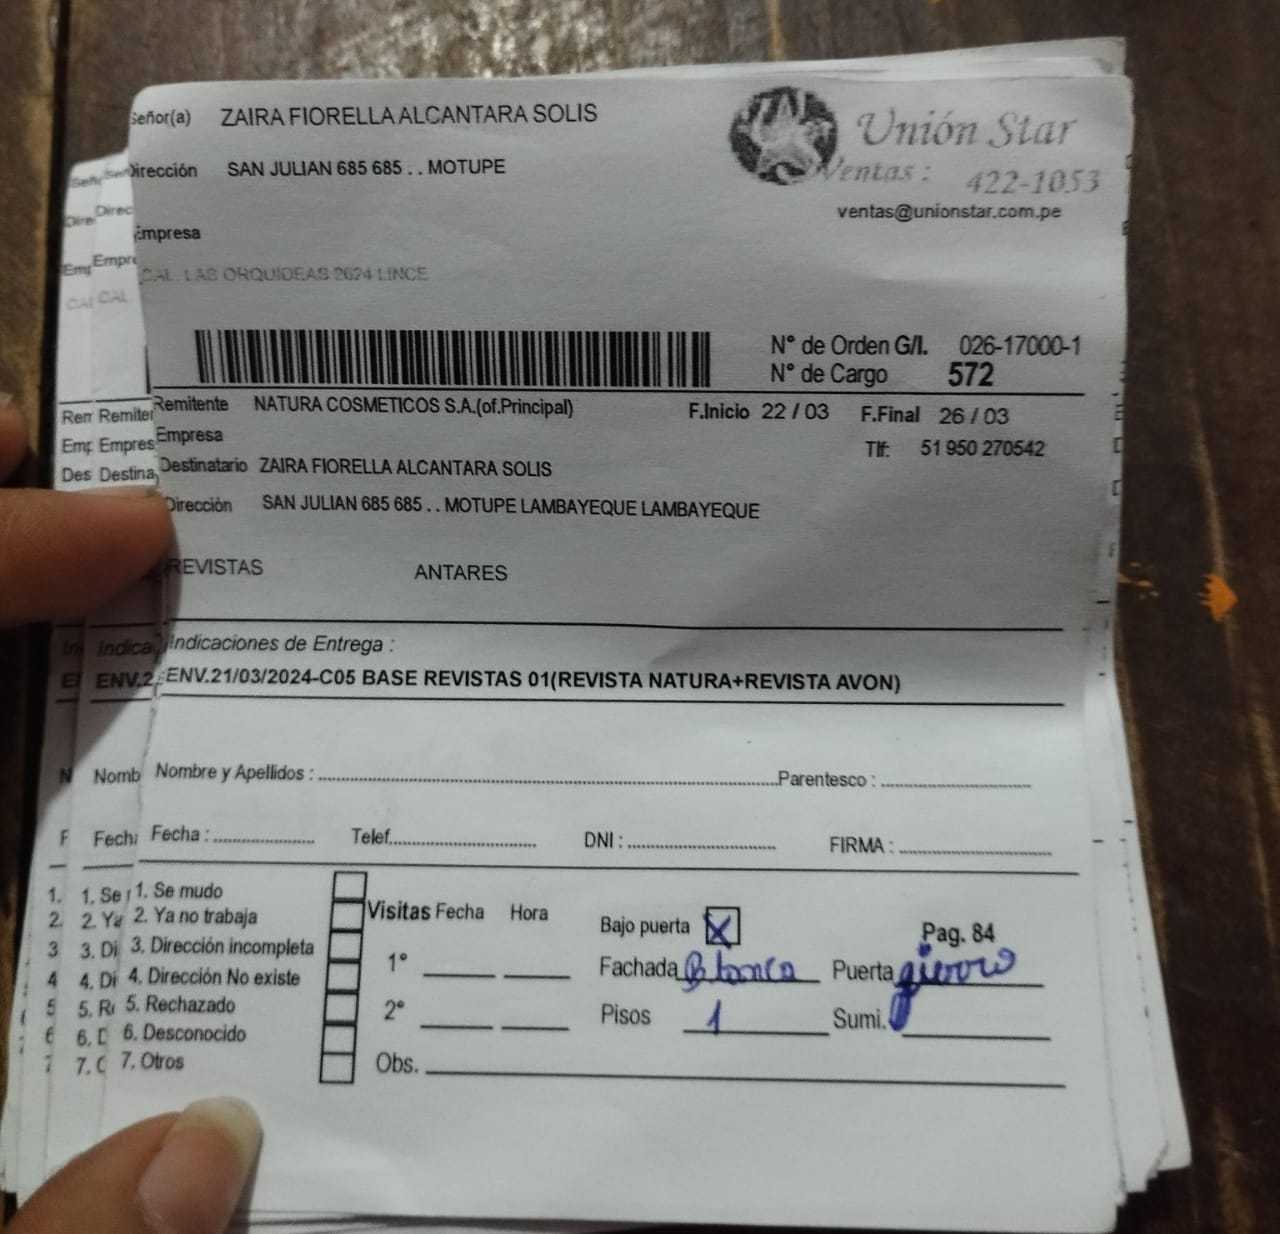 Señor(a) ZAIRA FIORELLA ALCANTARA SOLIS
Unión Star
Dirección SAN JULIAN 685 685 . . MOTUPE
Ventas : 422-1053
ventas@unionstar.com.pe
Empresa
CAL. LAS ORQUIDEAS 2624 LINCE
N° de Orden G/I. 026-17000-1
N° de Cargo 572
Remitente NATURA COSMETICOS S.A.(of.Principal) F.Inicio 22 / 03 F.Final 26 / 03
Empresa
Tlf: 51 950 270542
Destinatario ZAIRA FIORELLA ALCANTARA SOLIS
Dirección SAN JULIAN 685 685 . . MOTUPE LAMBAYEQUE LAMBAYEQUE
REVISTAS ANTARES
Indicaciones de Entrega :
ENV.21/03/2024-C05 BASE REVISTAS 01(REVISTA NATURA+REVISTA AVON)
Nombre y Apellidos : Parentesco :
Fecha : Telef. DNI : FIRMA :
1. Se mudo
2. Ya no trabaja
3. Dirección incompleta
4. Dirección No existe
5. Rechazado
6. Desconocido
7. Otros
Visitas Fecha Hora
1°
2°
Obs.
Bajo puerta X Pag. 84
Fachada Blanca Puerta fierro
Pisos 1 Sumi.